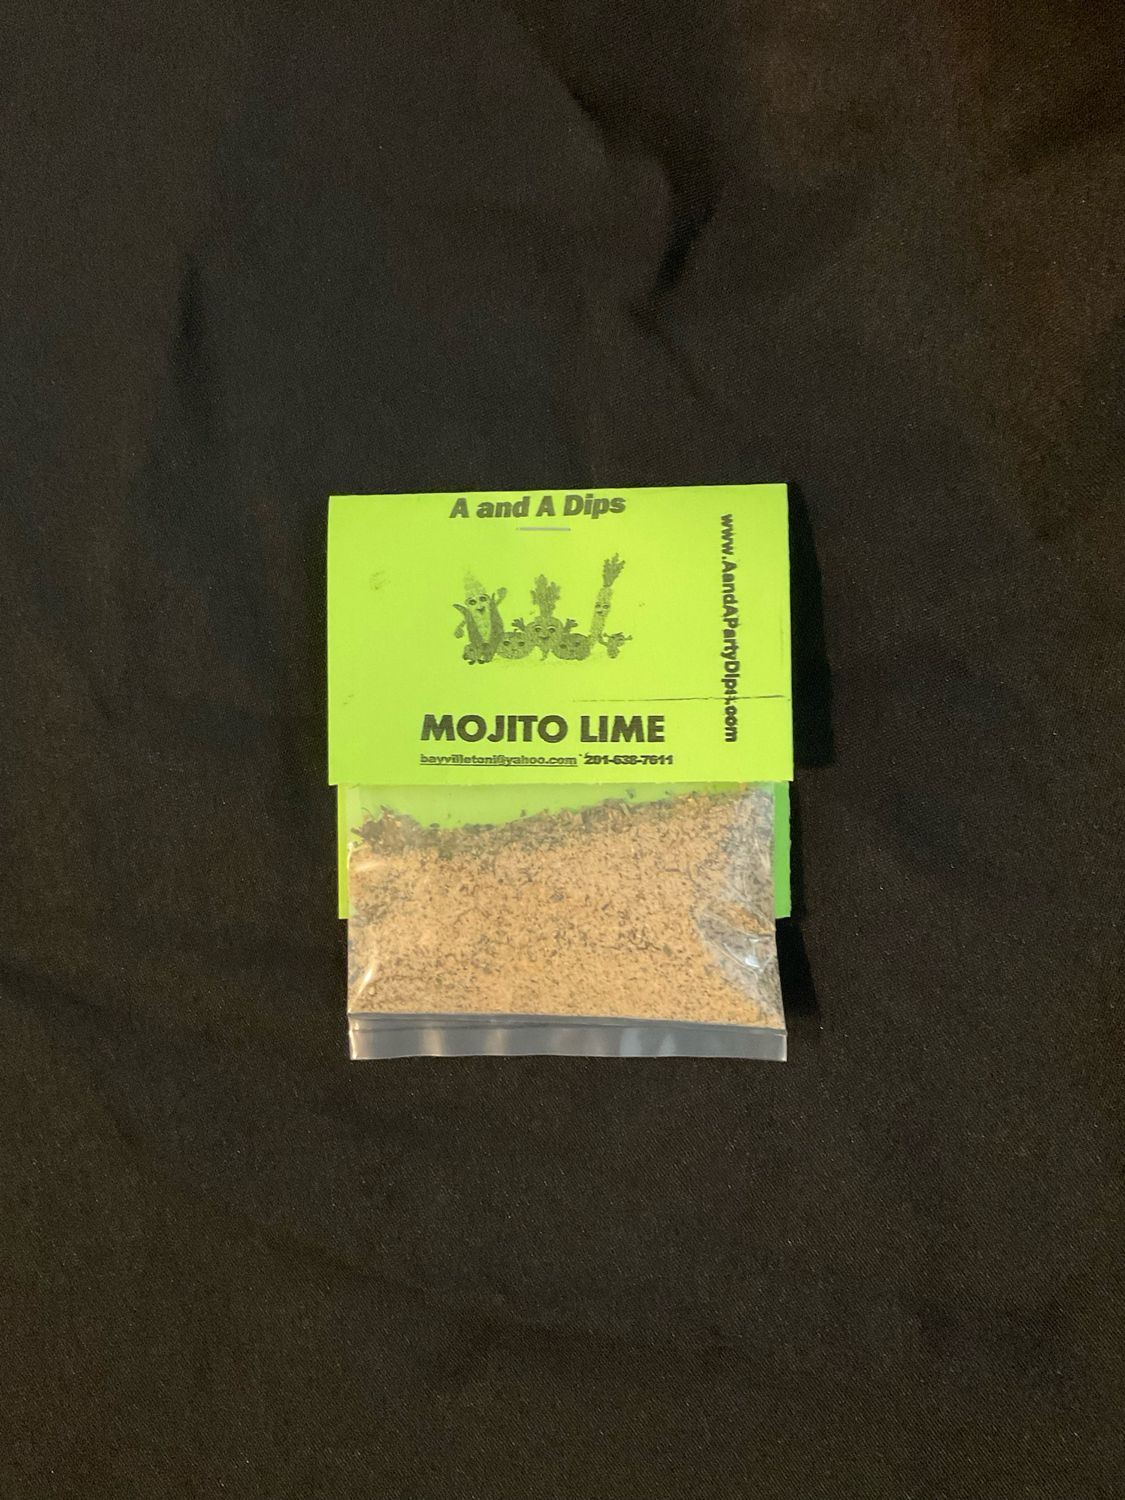 A and A Dips
www.AandAPartyDips.com
MOJITO LIME
bayvilletoni@yahoo.com 201-638-7611